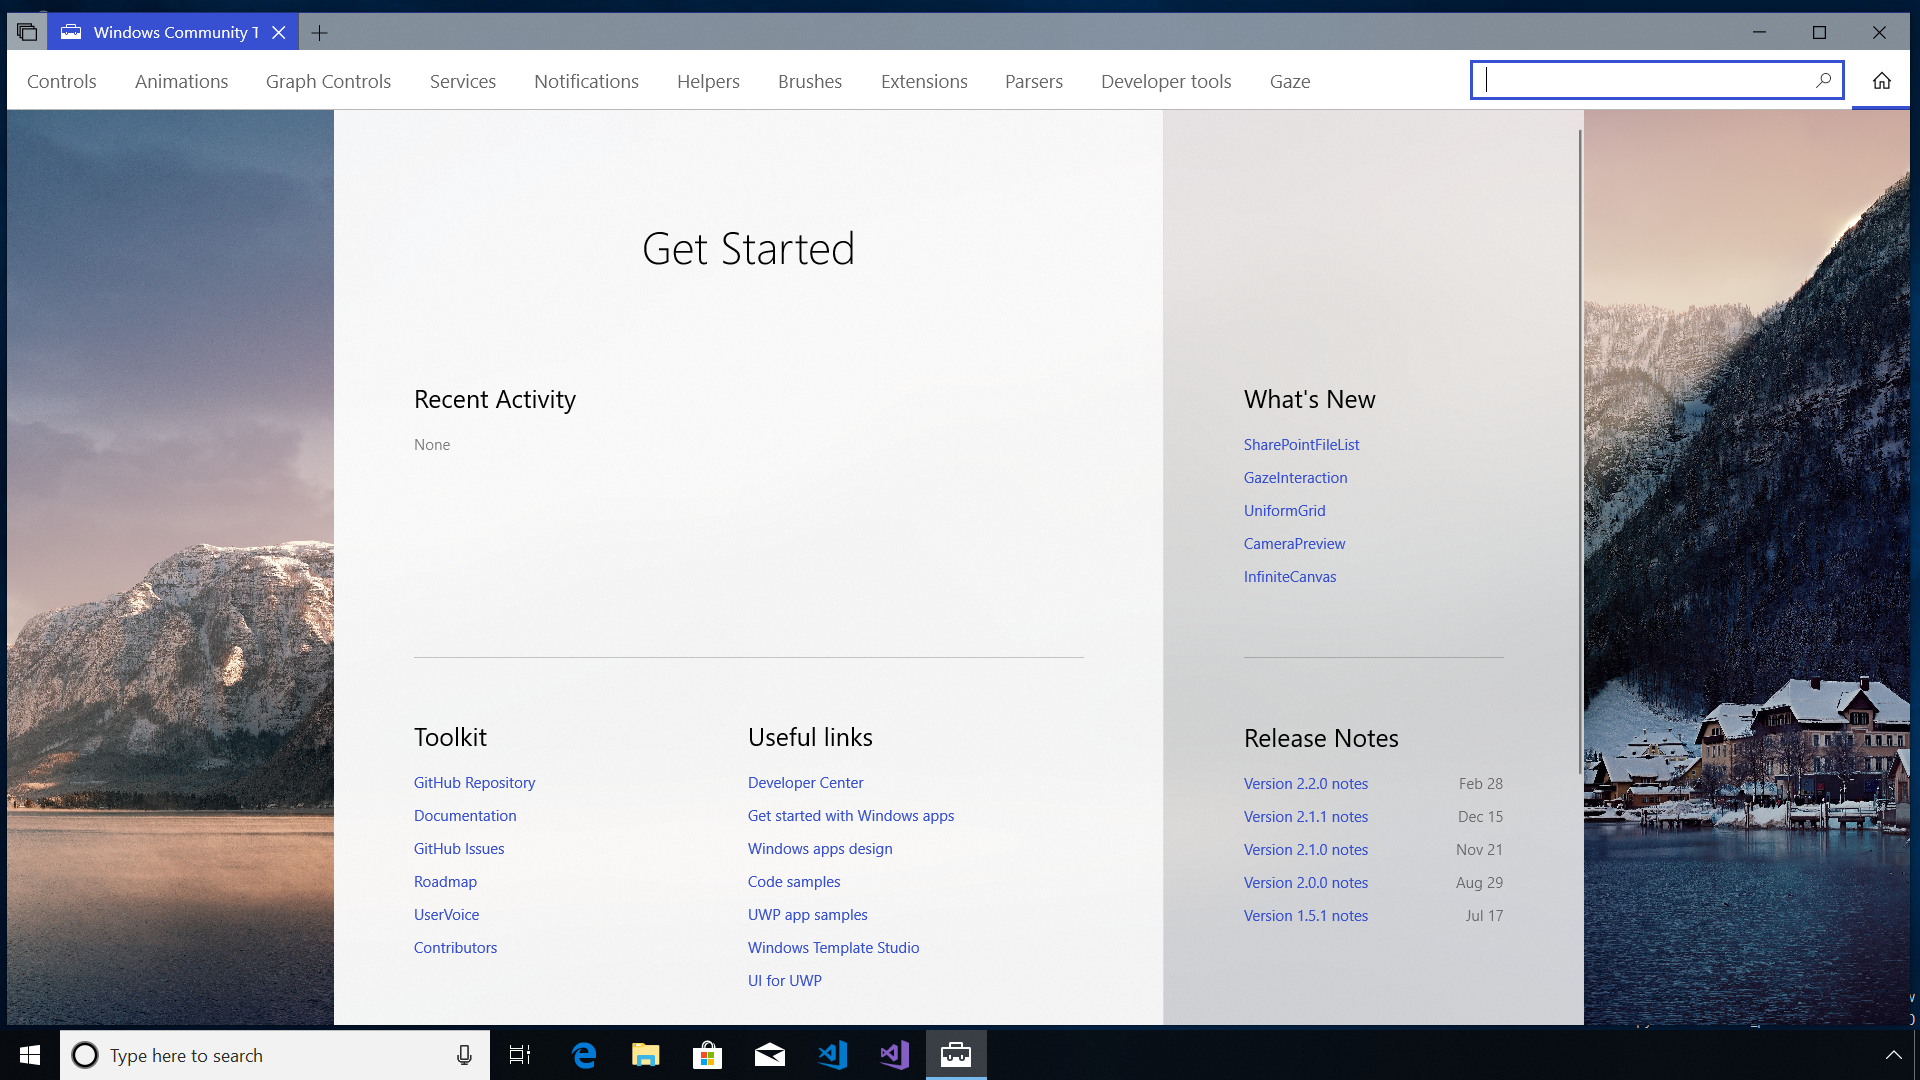 Windows Community T
Controls Animations Graph Controls Services Notifications Helpers Brushes Extensions Parsers Developer tools Gaze
Get Started
Recent Activity
None
What's New
SharePointFileList
GazeInteraction
UniformGrid
CameraPreview
InfiniteCanvas
Toolkit
GitHub Repository
Documentation
GitHub Issues
Roadmap
UserVoice
Contributors
Useful links
Developer Center
Get started with Windows apps
Windows apps design
Code samples
UWP app samples
Windows Template Studio
UI for UWP
Release Notes
Version 2.2.0 notes Feb 28
Version 2.1.1 notes Dec 15
Version 2.1.0 notes Nov 21
Version 2.0.0 notes Aug 29
Version 1.5.1 notes Jul 17
Type here to search